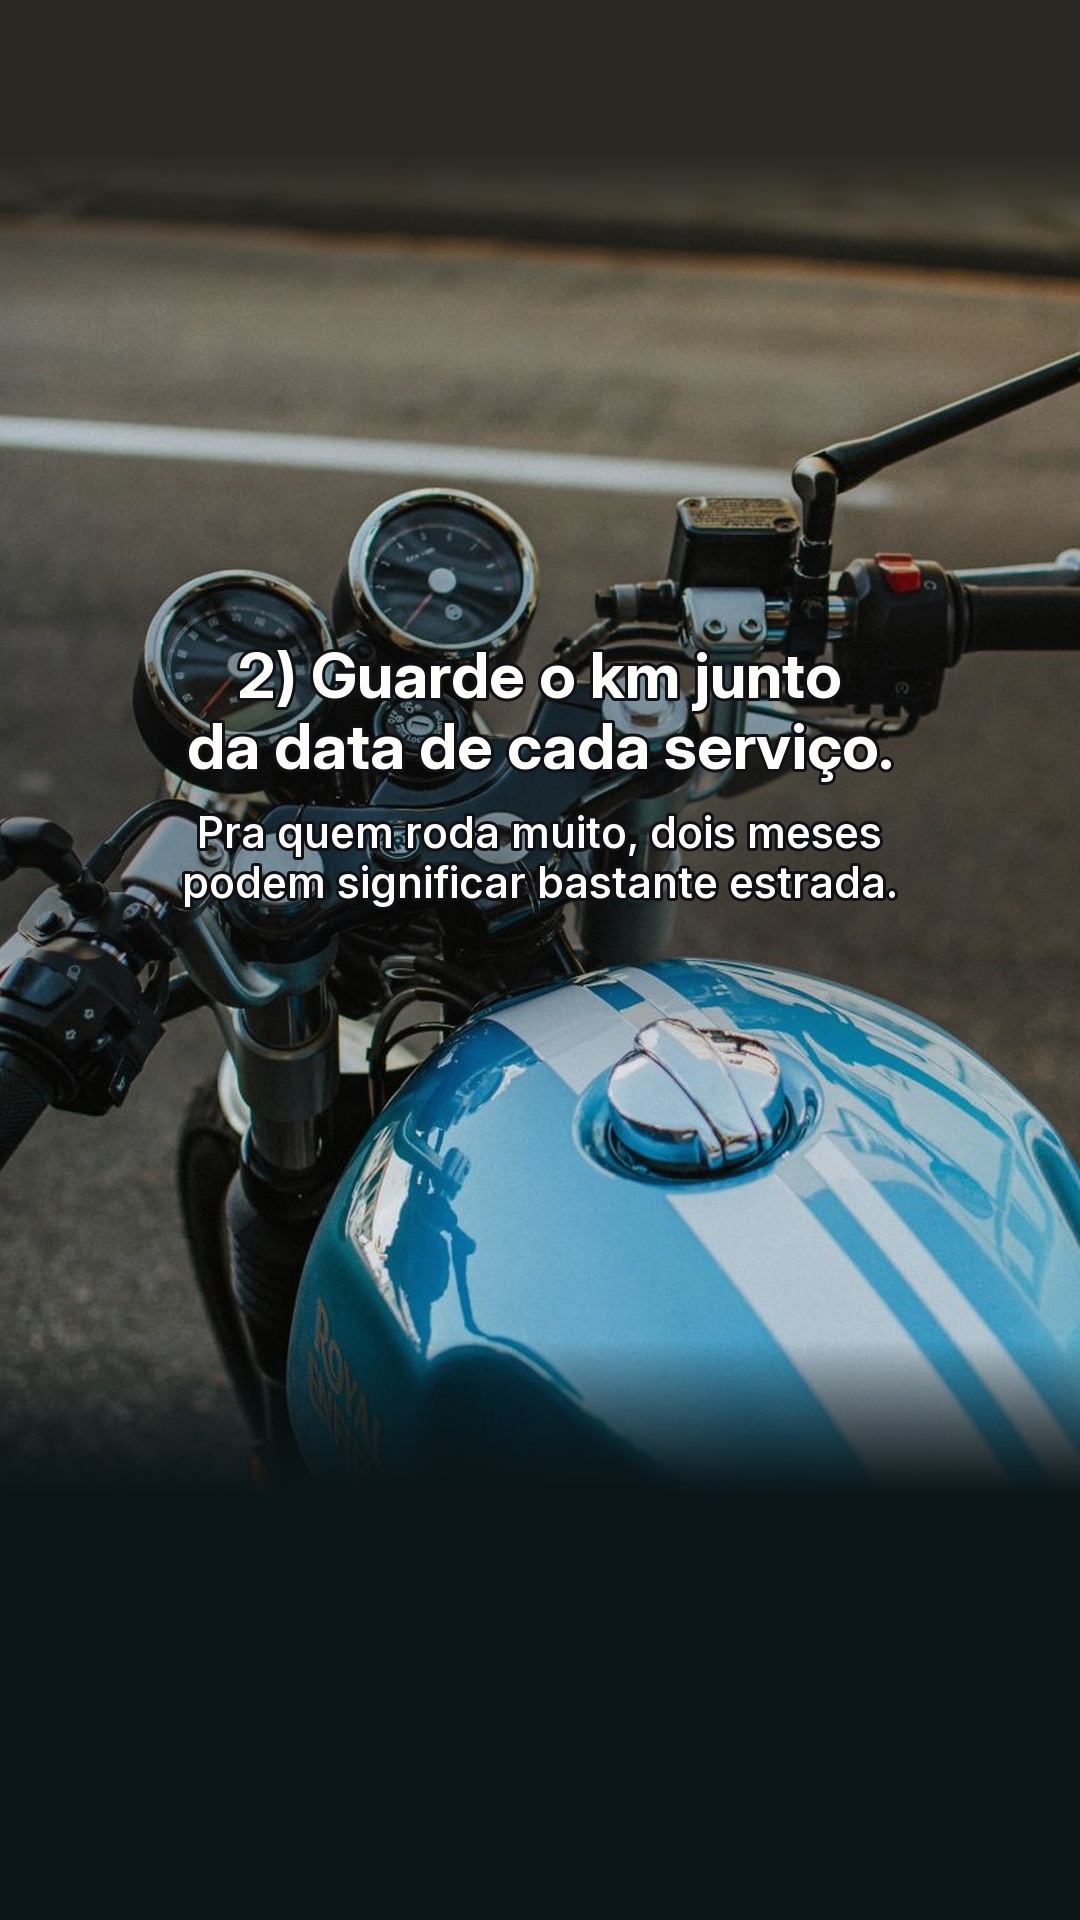 2) Guarde o km junto
da data de cada serviço.
Pra quem roda muito, dois meses
podem significar bastante estrada.
ROYAL